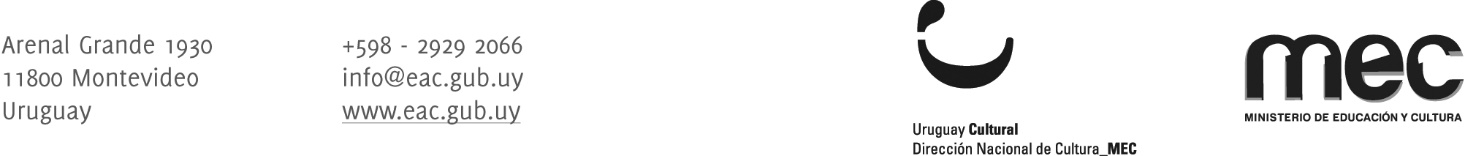 Arenal Grande 1930
11800 Montevideo
Uruguay
+598 - 2929 2066
info@eac.gub.uy
www.eac.gub.uy
Uruguay Cultural
Dirección Nacional de Cultura_MEC
mec
MINISTERIO DE EDUCACIÓN Y CULTURA